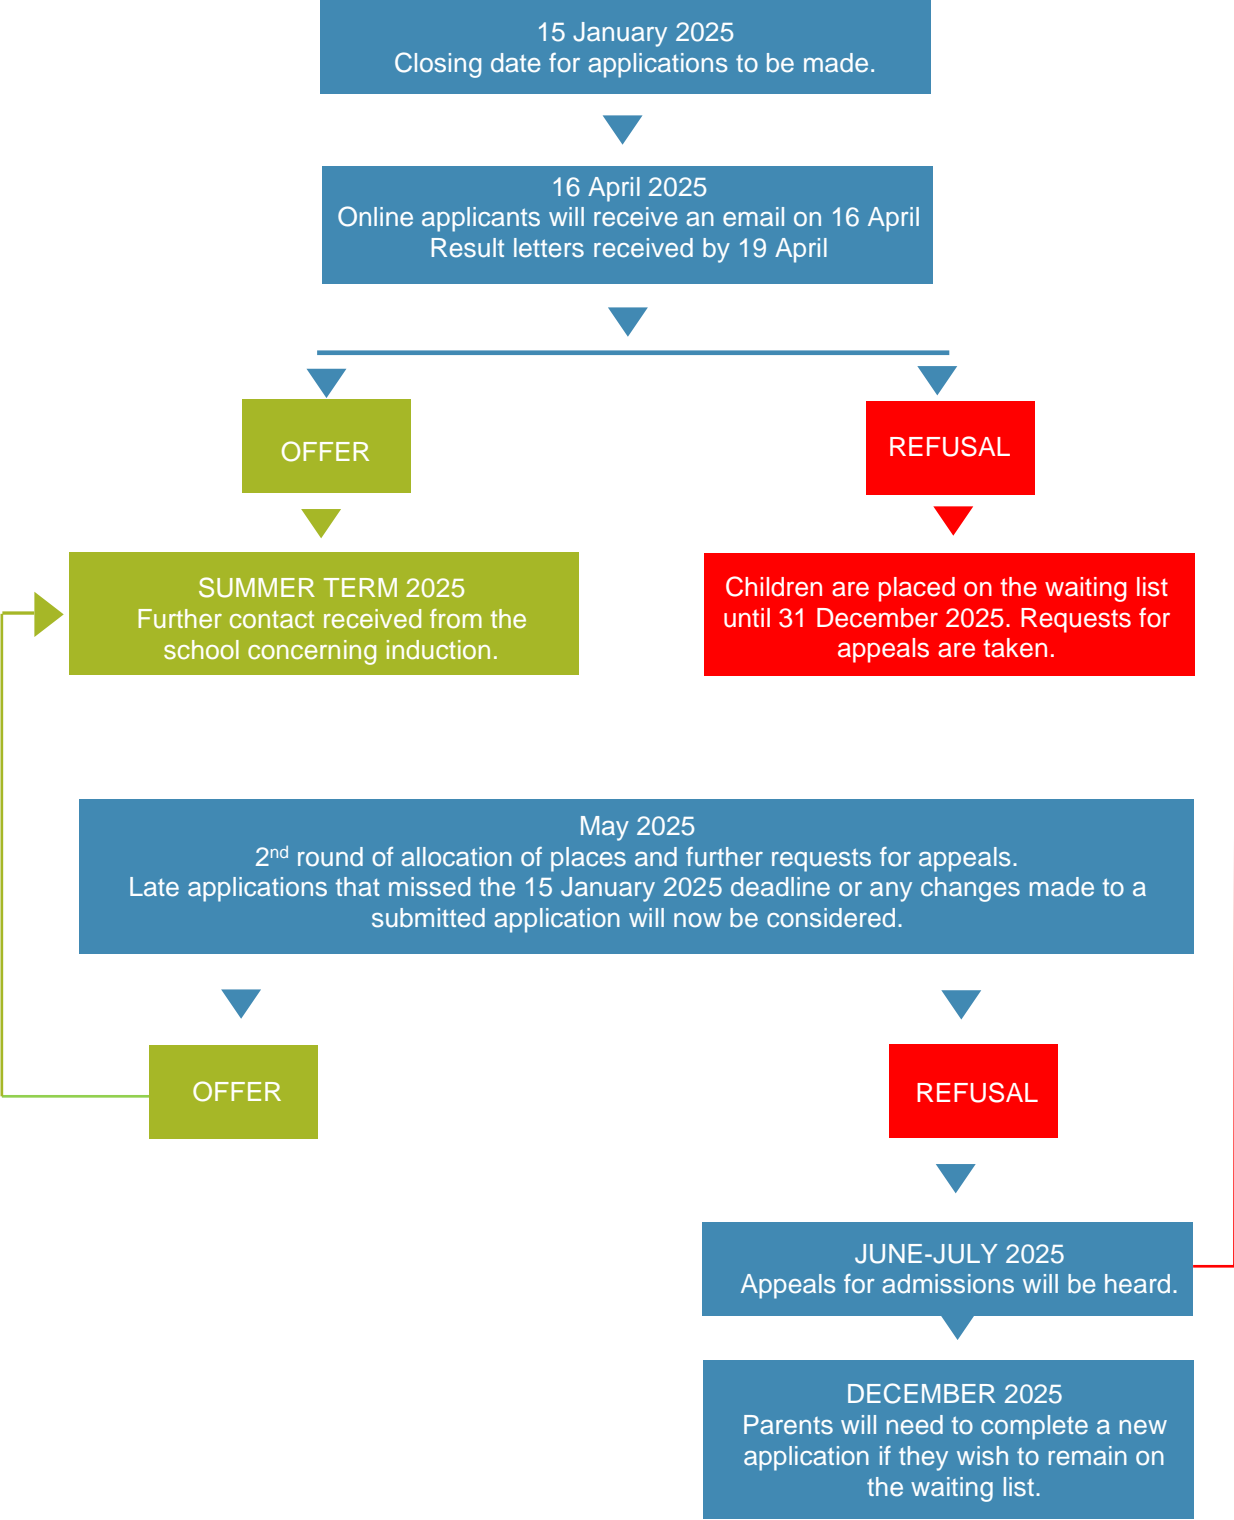 15 January 2025
Closing date for applications to be made.
16 April 2025
Online applicants will receive an email on 16 April
Result letters received by 19 April
OFFER
REFUSAL
SUMMER TERM 2025
Further contact received from the
school concerning induction.
Children are placed on the waiting list
until 31 December 2025. Requests for
appeals are taken.
May 2025
2nd round of allocation of places and further requests for appeals.
Late applications that missed the 15 January 2025 deadline or any changes made to a
submitted application will now be considered.
OFFER
REFUSAL
JUNE-JULY 2025
Appeals for admissions will be heard.
DECEMBER 2025
Parents will need to complete a new
application if they wish to remain on
the waiting list.